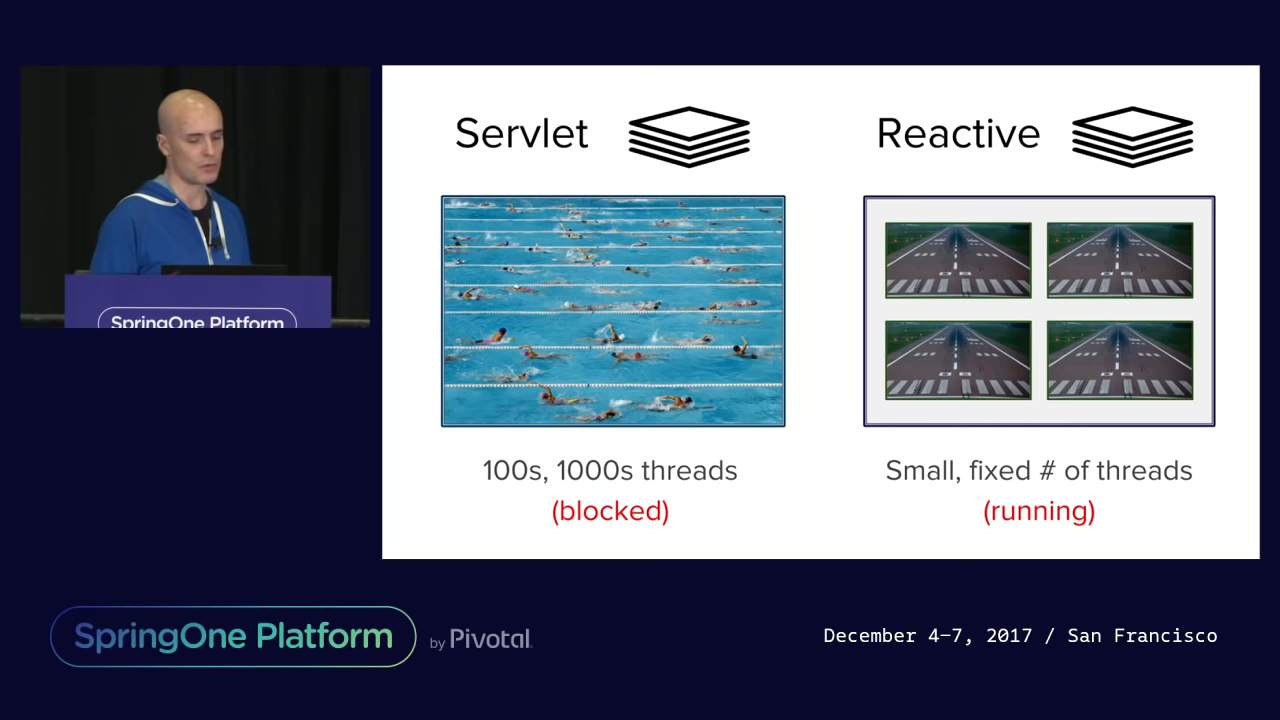 SpringOne Platform
Servlet
Reactive
100s, 1000s threads
(blocked)
Small, fixed # of threads
(running)
SpringOne Platform
by Pivotal.
December 4–7, 2017 / San Francisco